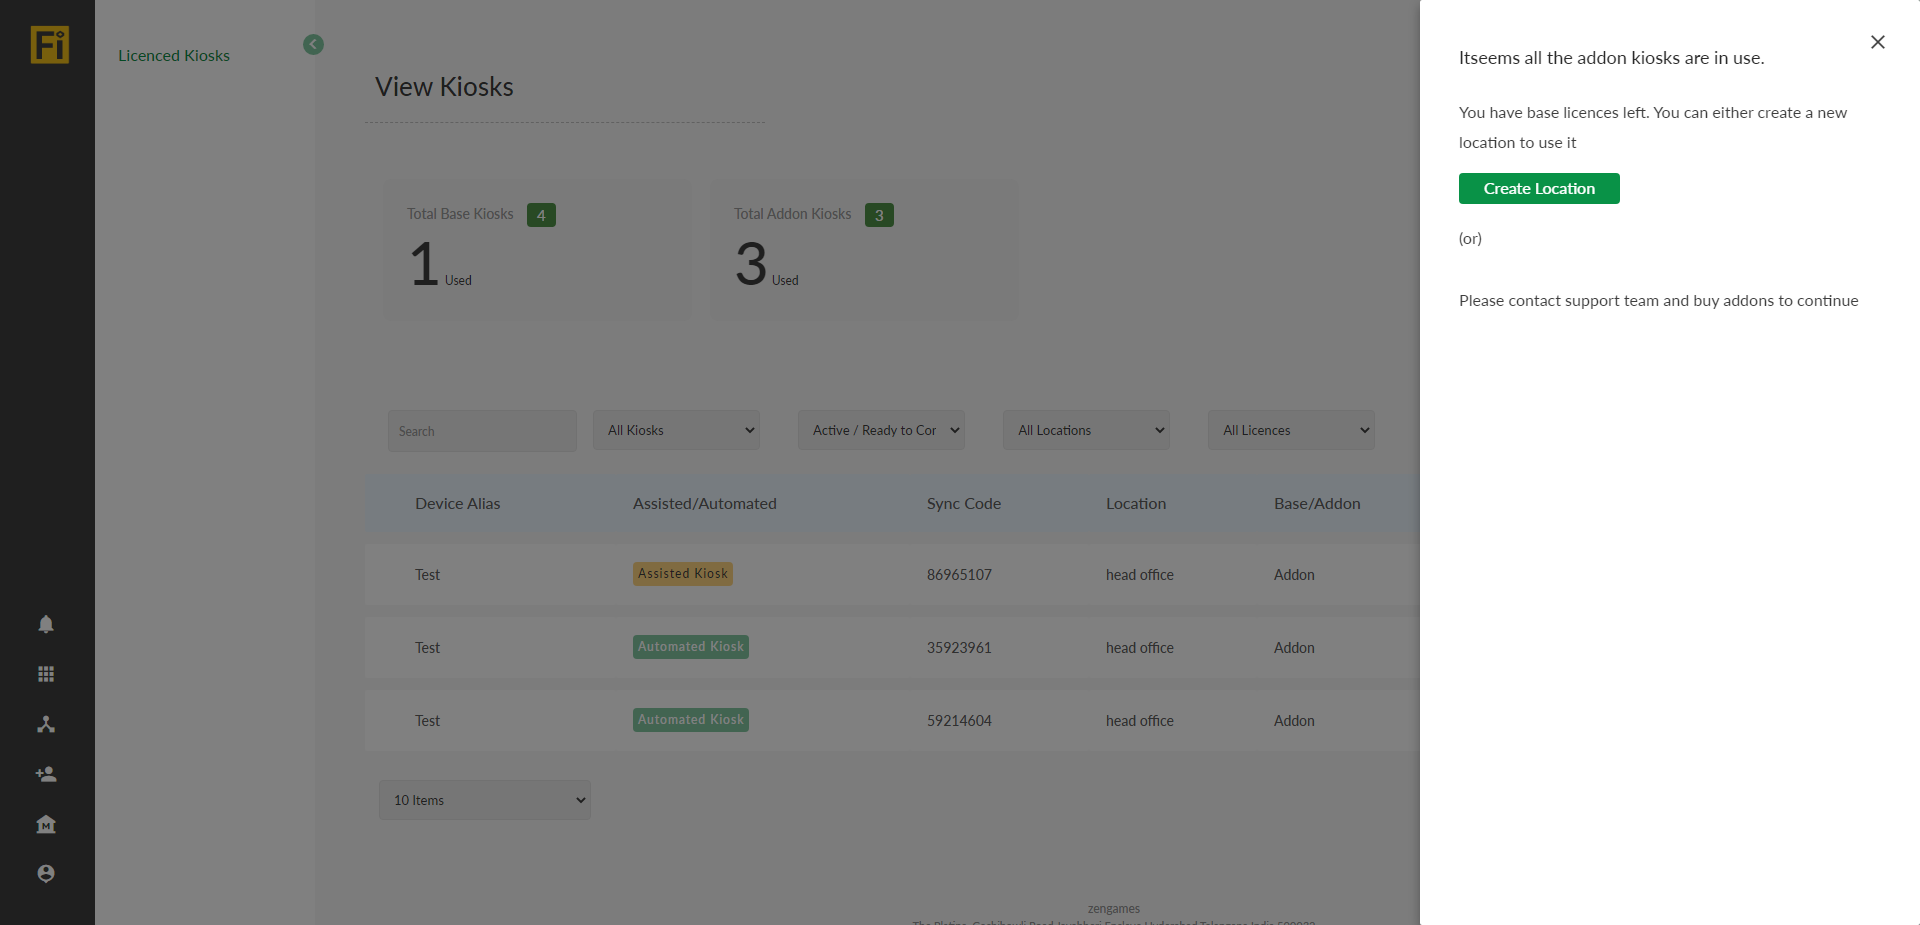 Fi
Licenced Kiosks
View Kiosks
Total Base Kiosks 4
1 Used
Total Addon Kiosks 3
3 Used
Search
All Kiosks
Active / Ready to Cor
All Locations
All Licences
Device Alias Assisted/Automated Sync Code Location Base/Addon
Test Assisted Kiosk 86965107 head office Addon
Test Automated Kiosk 35923961 head office Addon
Test Automated Kiosk 59214604 head office Addon
10 Items
zengames
Itseems all the addon kiosks are in use.
You have base licences left. You can either create a new
location to use it
Create Location
(or)
Please contact support team and buy addons to continue